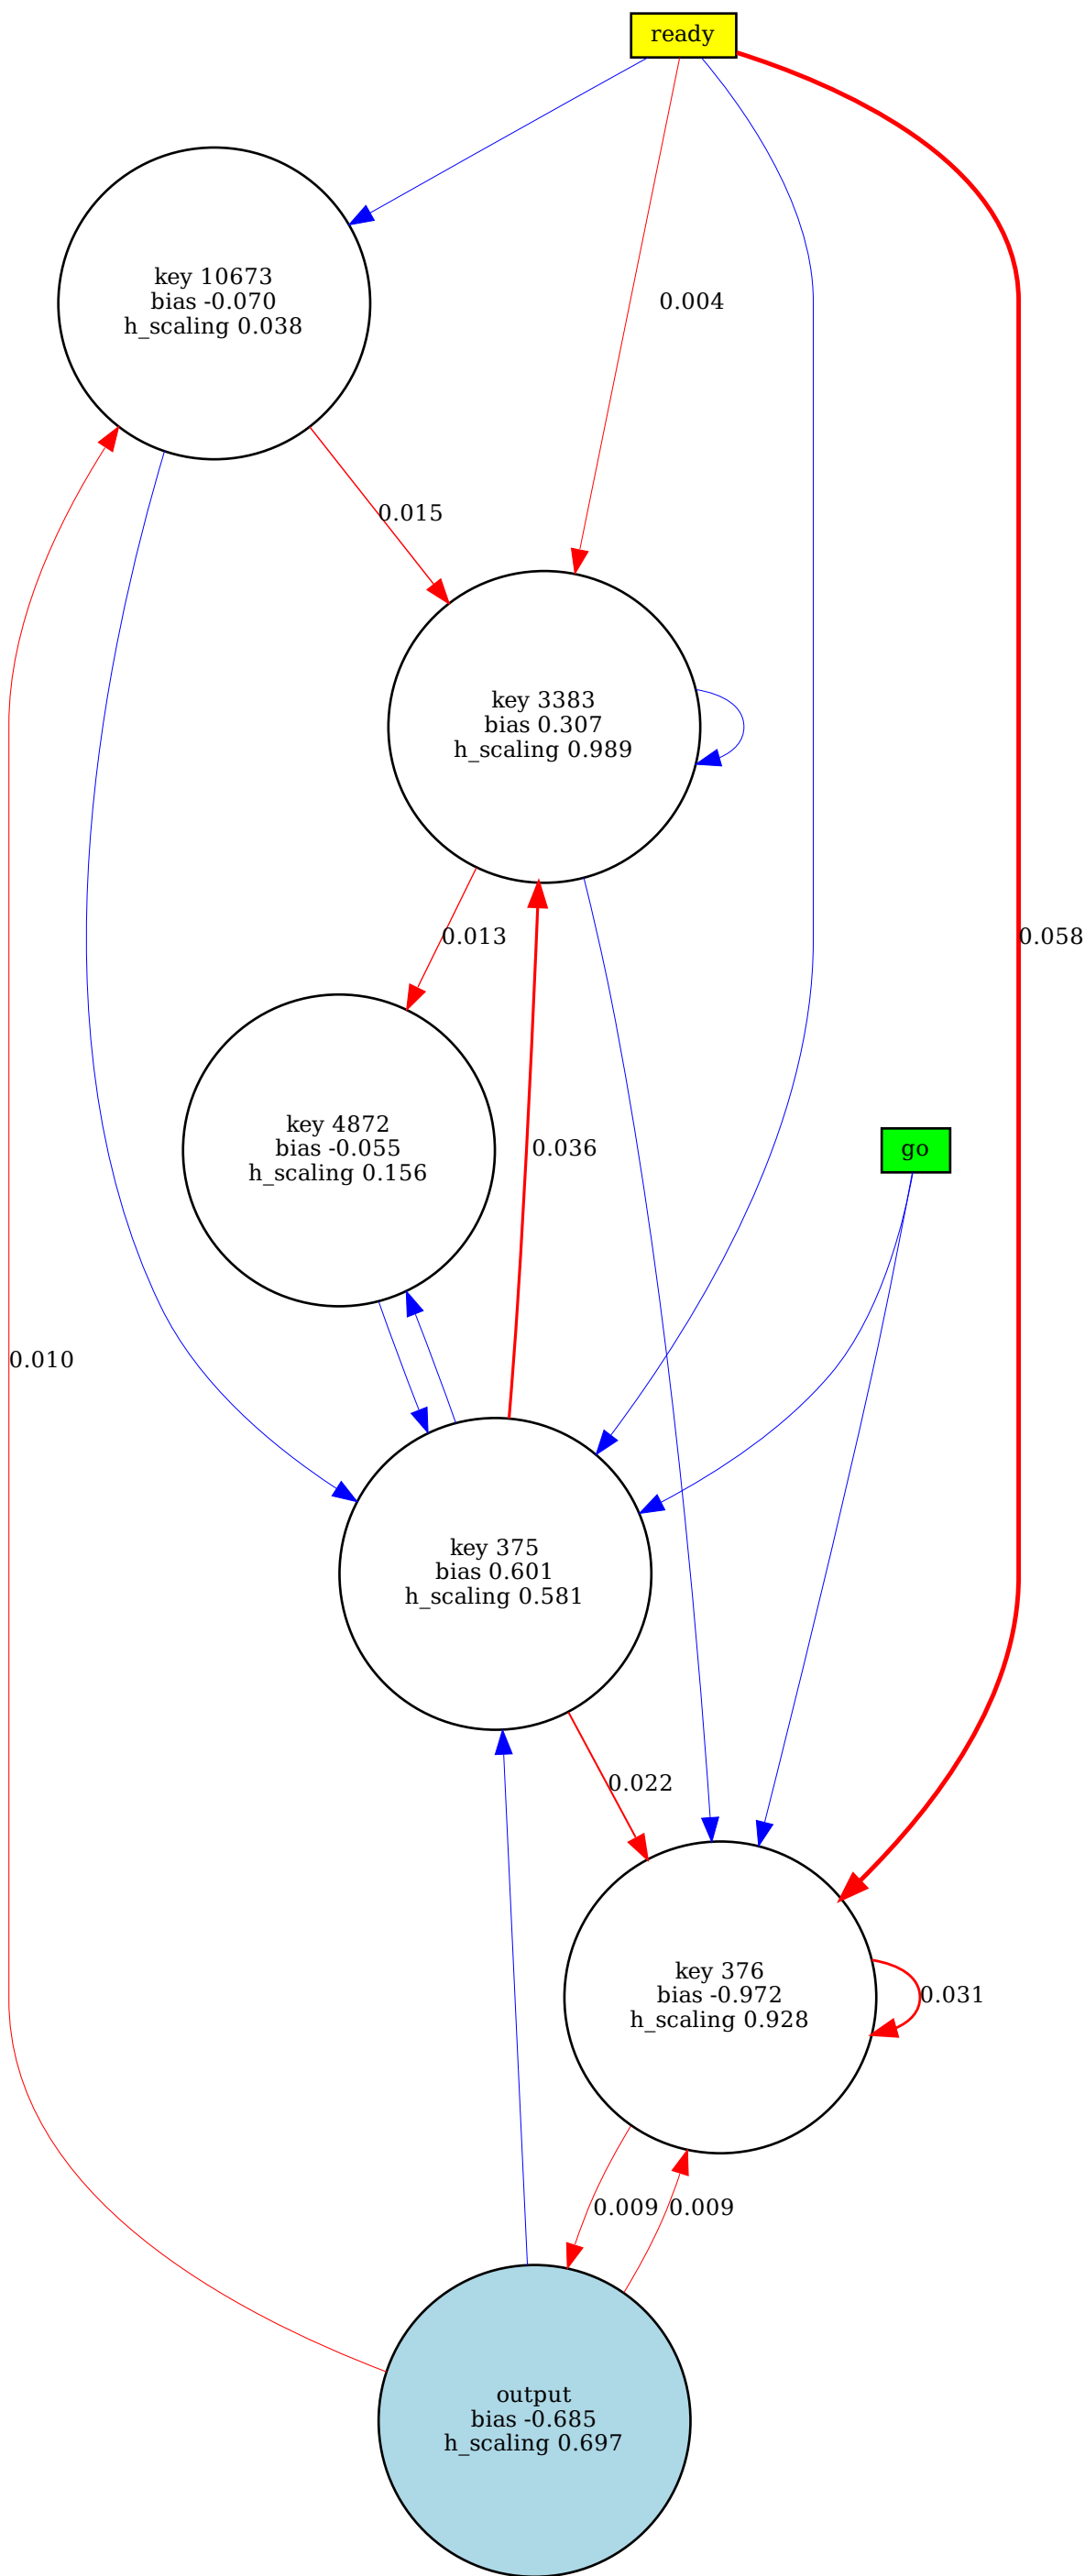 ready
key 10673
bias -0.070
h_scaling 0.038
0.004
0.015
key 3383
bias 0.307
h_scaling 0.989
0.013
0.058
key 4872
bias -0.055
h_scaling 0.156
0.036
go
0.010
key 375
bias 0.601
h_scaling 0.581
0.022
key 376
bias -0.972
h_scaling 0.928
0.031
0.009
0.009
output
bias -0.685
h_scaling 0.697